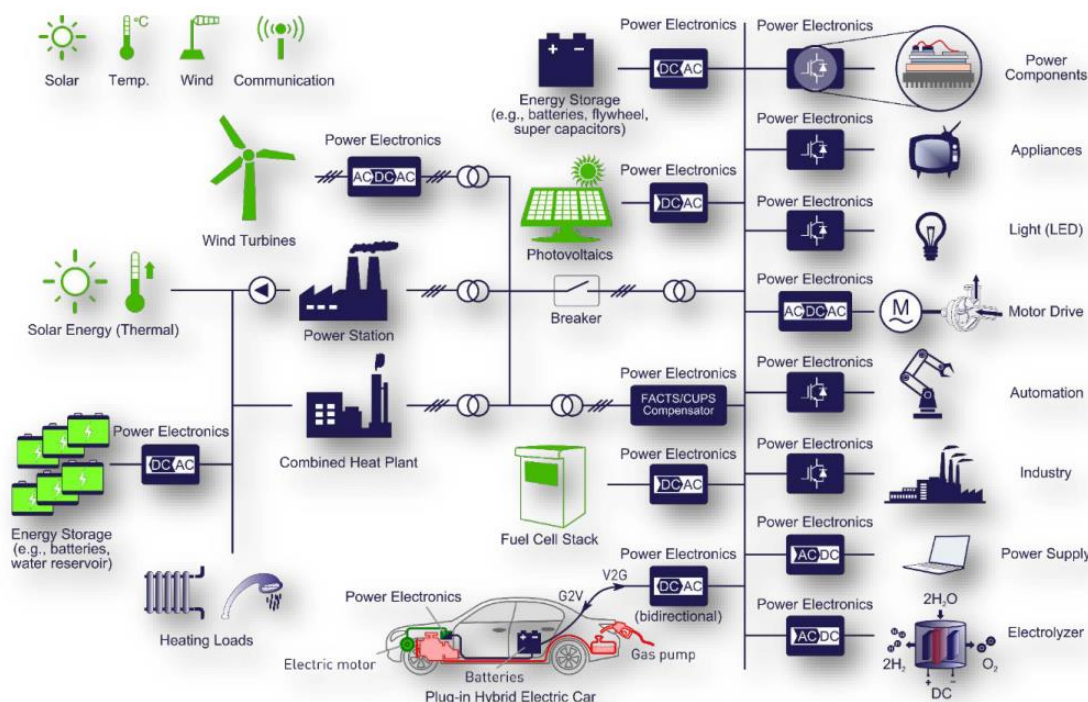 °C
Solar
Temp.
Wind
Communication
Power Electronics
DC AC
Energy Storage
(e.g., batteries, flywheel,
super capacitors)
Power Electronics
Power
Components
Power Electronics
AC DC AC
Wind Turbines
Power Electronics
DC AC
Photovoltaics
Power Electronics
Appliances
Power Electronics
Light (LED)
Solar Energy (Thermal)
Power Station
Breaker
Power Electronics
AC DC AC
M
Motor Drive
Combined Heat Plant
Power Electronics
FACTS/CUPS
Compensator
Power Electronics
Automation
Power Electronics
DC AC
Energy Storage
(e.g., batteries,
water reservoir)
Fuel Cell Stack
Power Electronics
DC AC
Power Electronics
Industry
Heating Loads
Power Electronics
DC AC
(bidirectional)
V2G
G2V
Power Electronics
AC DC
Power Supply
Power Electronics
Electric motor
Batteries
Gas pump
Plug-in Hybrid Electric Car
Power Electronics
AC DC
2H₂O
2H₂
O₂
+ −
DC
Electrolyzer